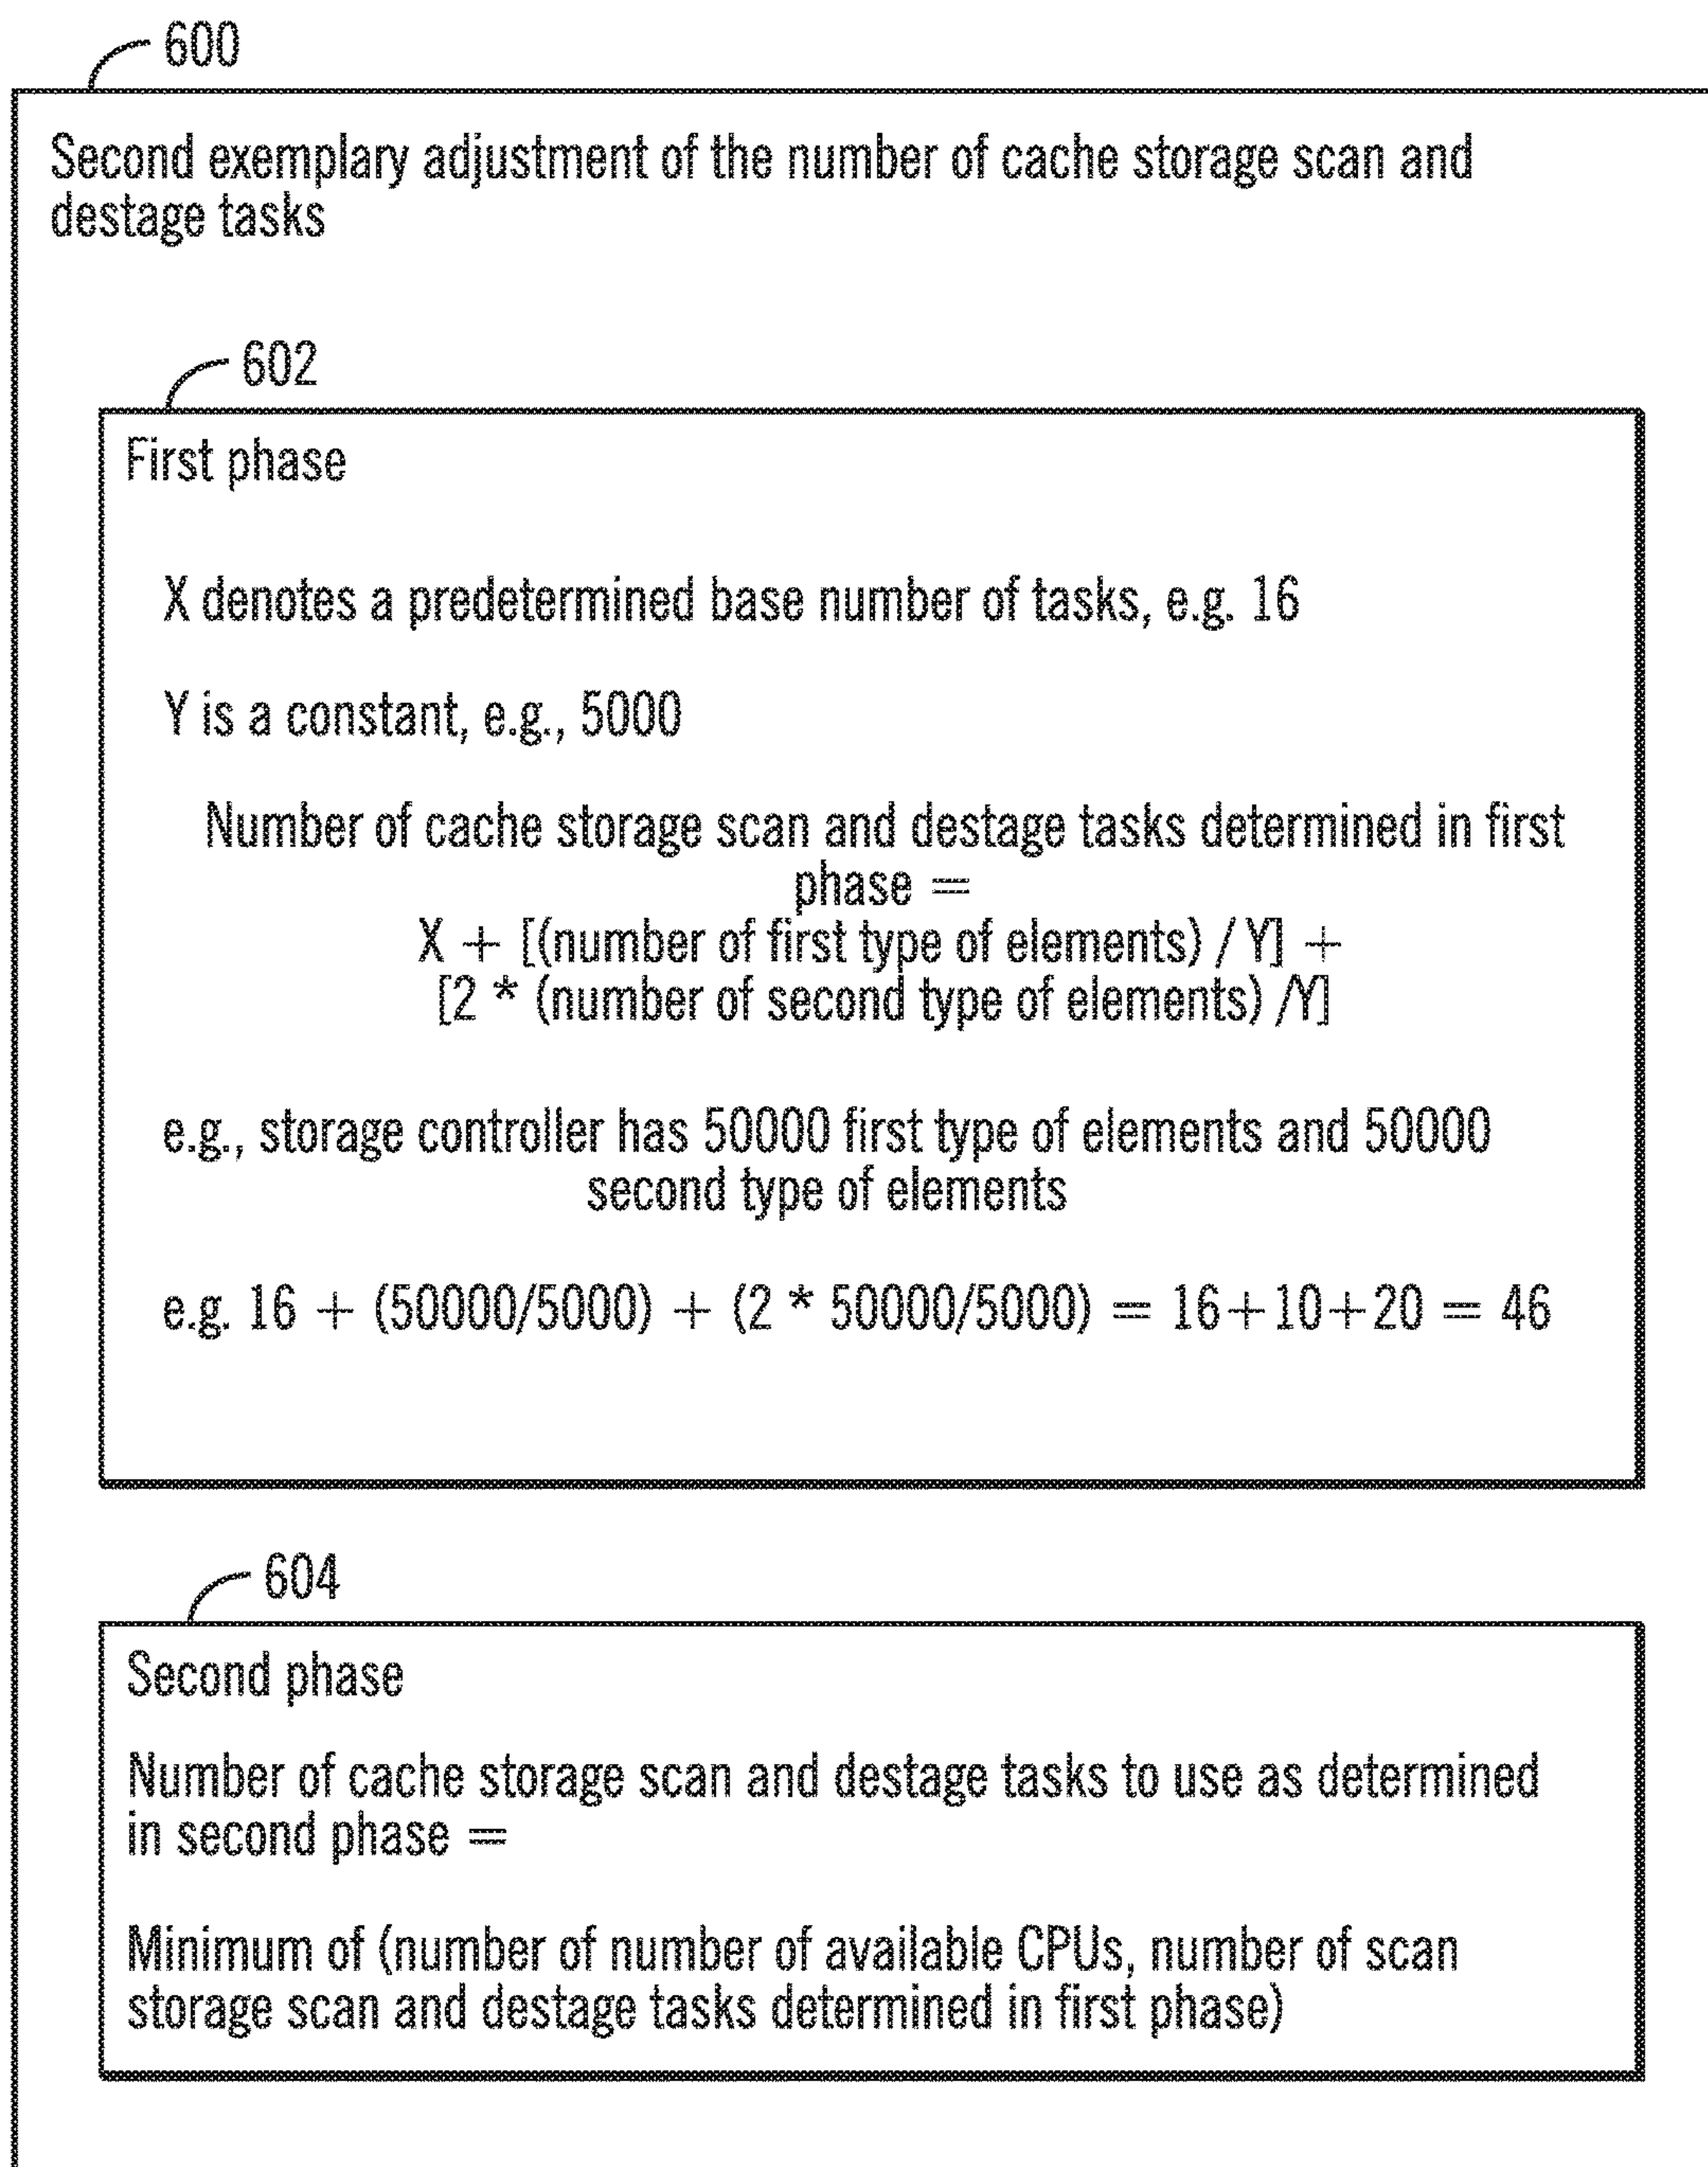 600
Second exemplary adjustment of the number of cache storage scan and
destage tasks
602
First phase
X denotes a predetermined base number of tasks, e.g. 16
Y is a constant, e.g., 5000
Number of cache storage scan and destage tasks determined in first
phase =
X + [(number of first type of elements) / Y] +
[2 * (number of second type of elements) /Y]
e.g., storage controller has 50000 first type of elements and 50000
second type of elements
e.g. 16 + (50000/5000) + (2 * 50000/5000) = 16+10+20 = 46
604
Second phase
Number of cache storage scan and destage tasks to use as determined
in second phase =
Minimum of (number of number of available CPUs, number of scan
storage scan and destage tasks determined in first phase)